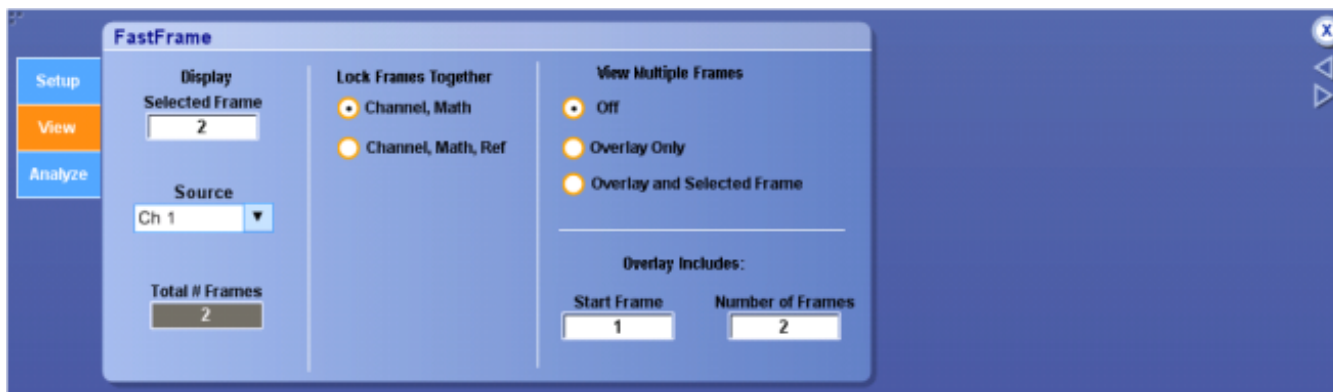 FastFrame
Setup
View
Analyze
Display
Selected Frame
2
Source
Ch 1
Total # Frames
2
Lock Frames Together
Channel, Math
Channel, Math, Ref
View Multiple Frames
Off
Overlay Only
Overlay and Selected Frame
Overlay Includes:
Start Frame
1
Number of Frames
2
X